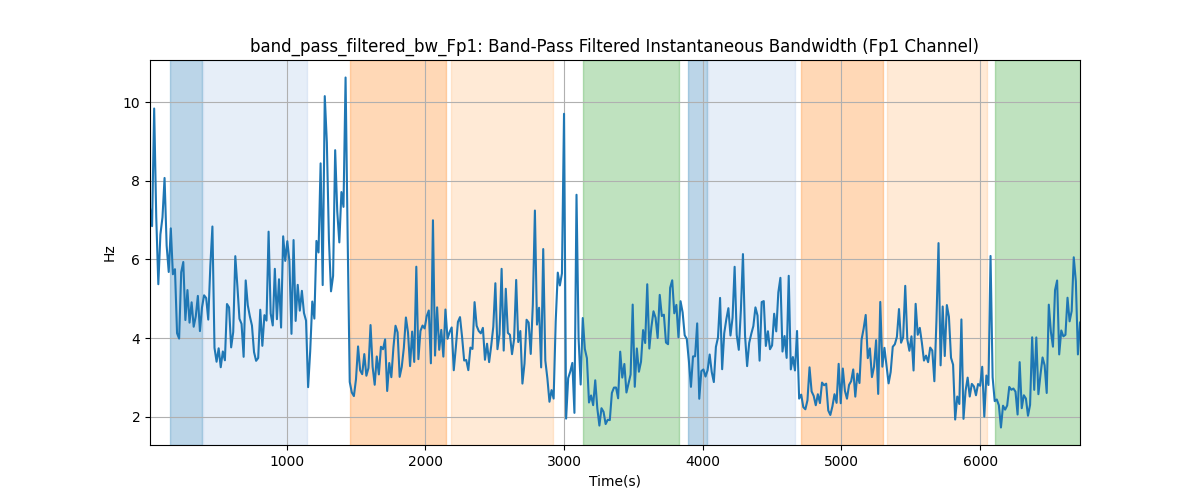 band_pass_filtered_bw_Fp1: Band-Pass Filtered Instantaneous Bandwidth (Fp1 Channel)
10
8
6
4
2
Hz
1000 2000 3000 4000 5000 6000
Time(s)